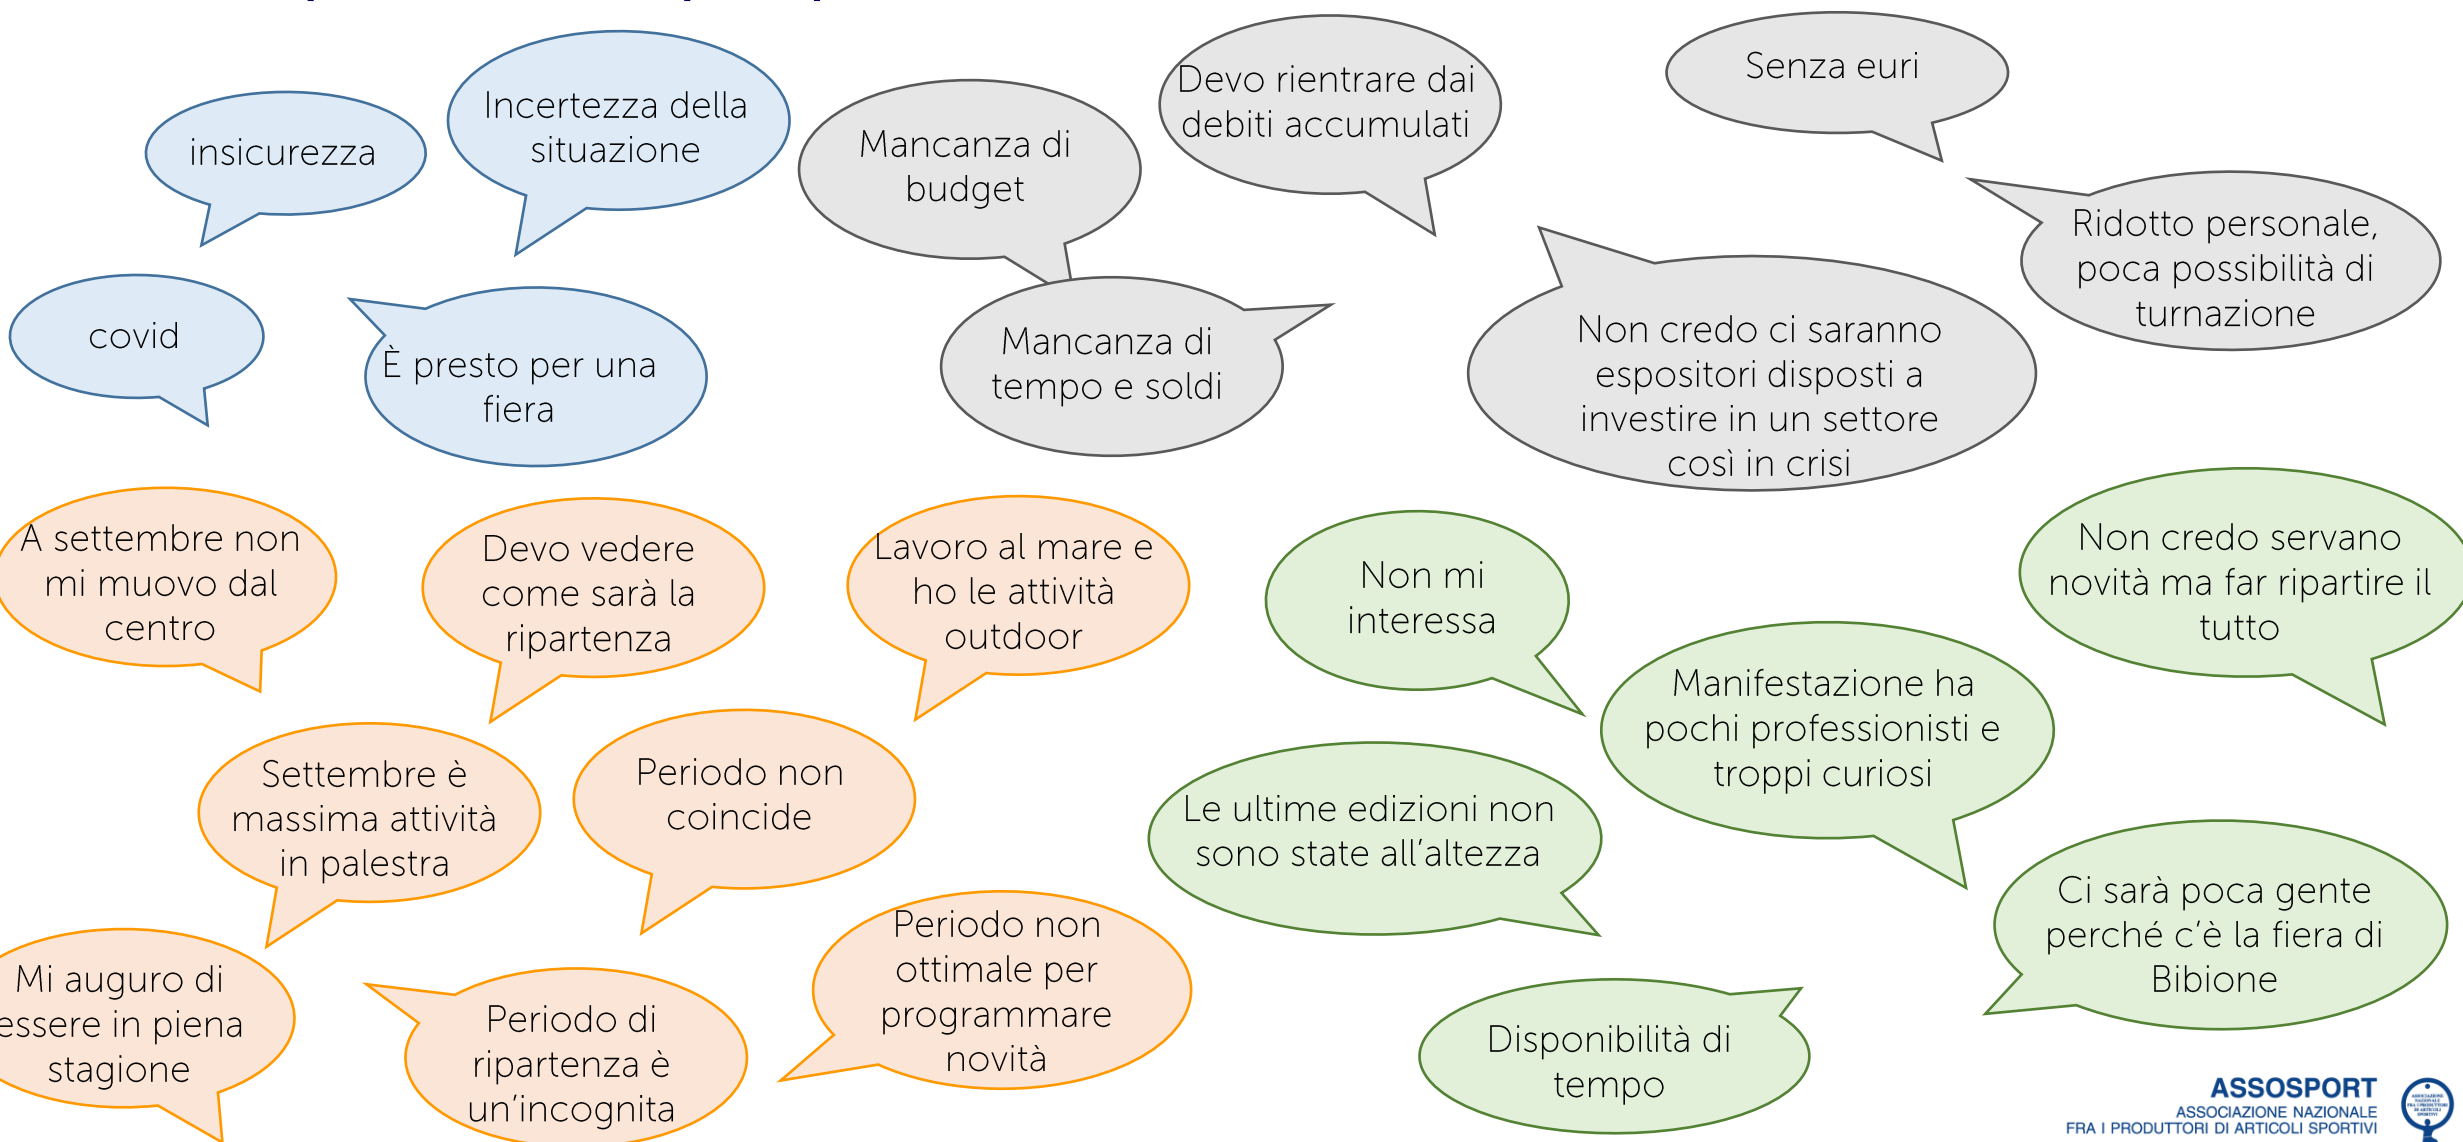 insicurezza
Incertezza della
situazione
Mancanza di
budget
Devo rientrare dai
debiti accumulati
Senza euri
Ridotto personale,
poca possibilità di
turnazione
covid
È presto per una
fiera
Mancanza di
tempo e soldi
Non credo ci saranno
espositori disposti a
investire in un settore
così in crisi
A settembre non
mi muovo dal
centro
Devo vedere
come sarà la
ripartenza
Lavoro al mare e
ho le attività
outdoor
Non mi
interessa
Non credo servano
novità ma far ripartire il
tutto
Manifestazione ha
pochi professionisti e
troppi curiosi
Settembre è
massima attività
in palestra
Periodo non
coincide
Le ultime edizioni non
sono state all’altezza
Ci sarà poca gente
perché c’è la fiera di
Bibione
Periodo non
ottimale per
programmare
novità
Mi auguro di
essere in piena
stagione
Periodo di
ripartenza è
un’incognita
Disponibilità di
tempo
ASSOSPORT
ASSOCIAZIONE NAZIONALE
FRA I PRODUTTORI DI ARTICOLI SPORTIVI